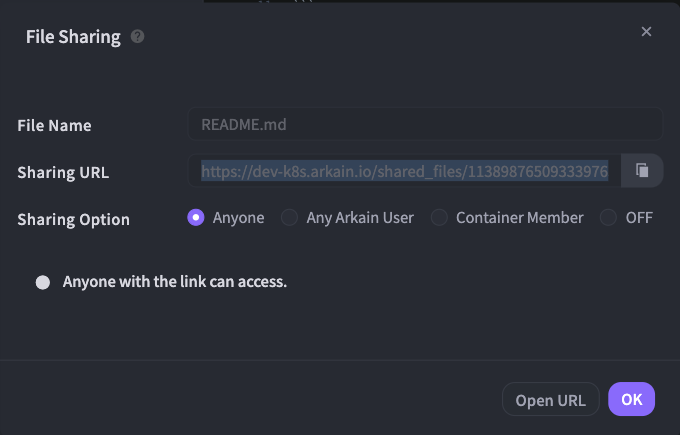 File Sharing ?
File Name README.md
Sharing URL https://dev-k8s.arkain.io/shared_files/11389876509333976
Sharing Option Anyone Any Arkain User Container Member OFF
Anyone with the link can access.
Open URL OK